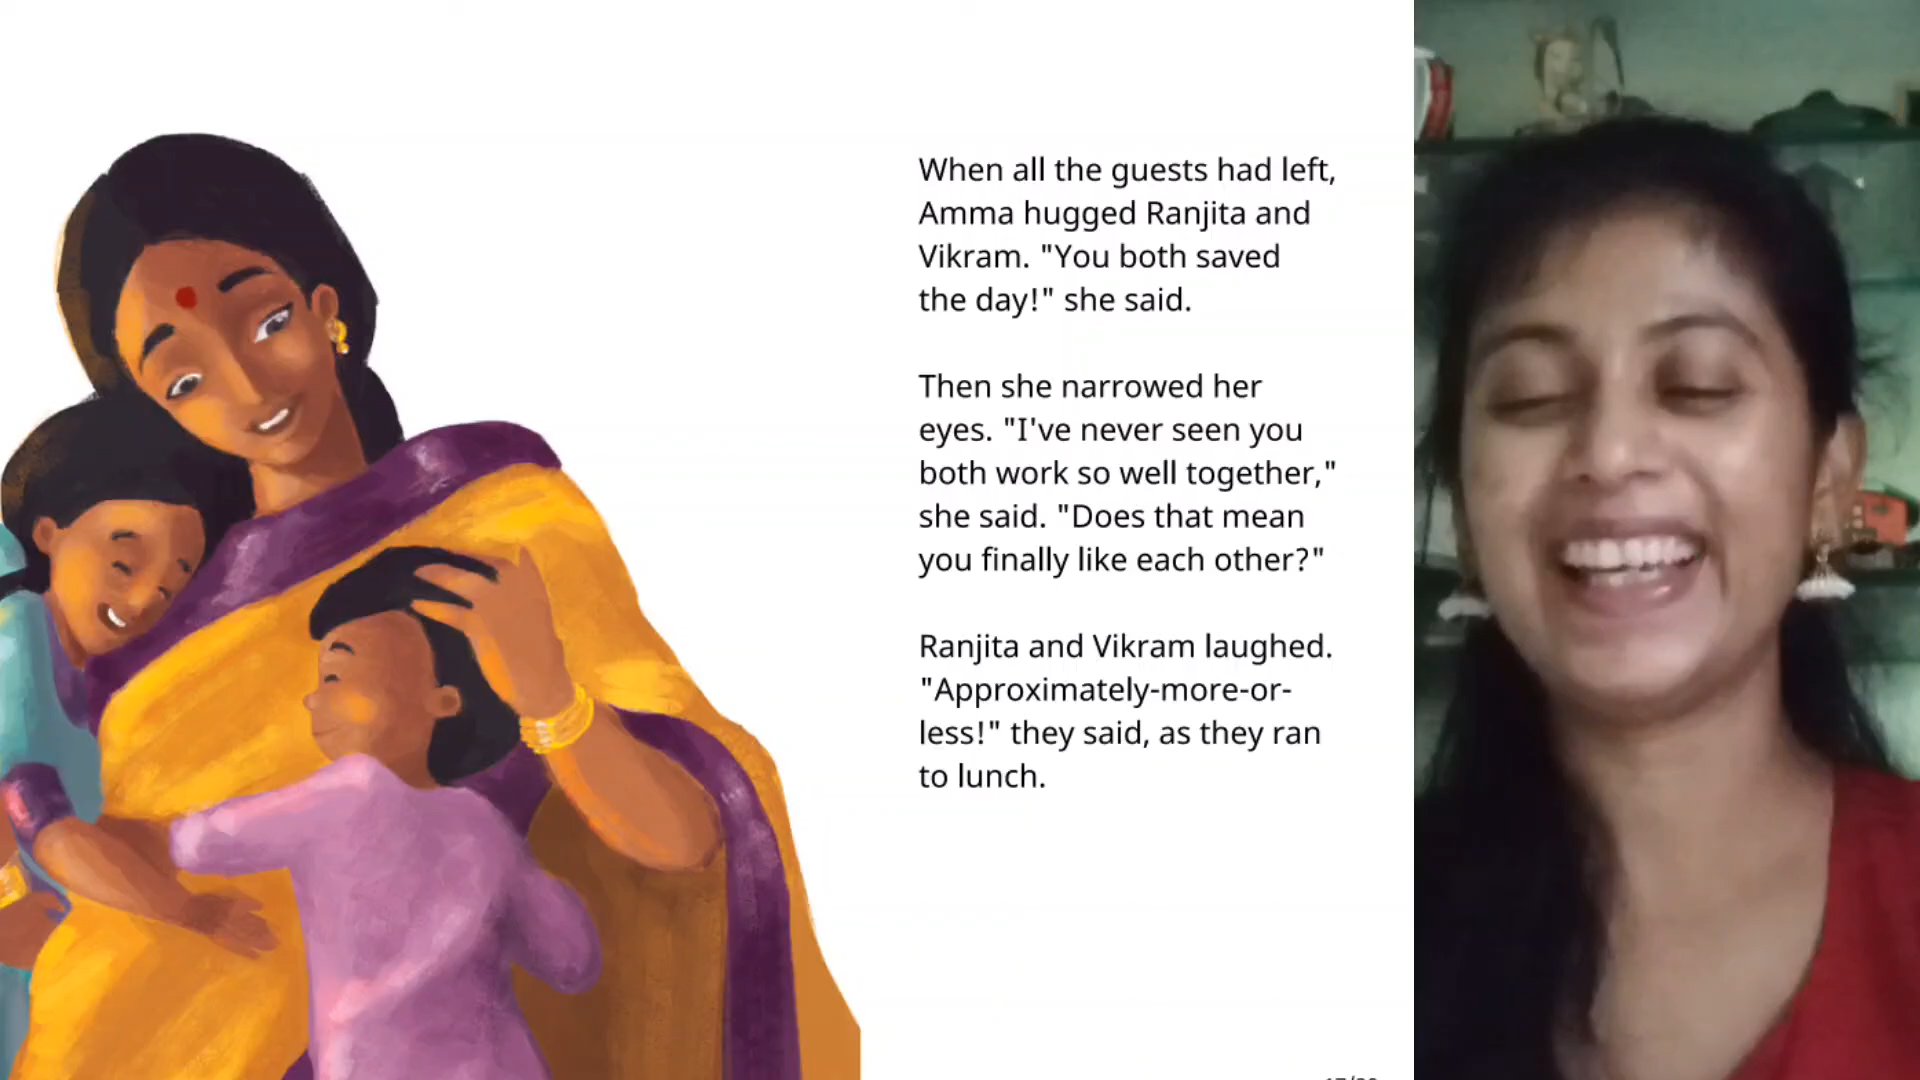 When all the guests had left,
Amma hugged Ranjita and
Vikram. "You both saved
the day!" she said.
Then she narrowed her
eyes. "I've never seen you
both work so well together,"
she said. "Does that mean
you finally like each other?"
Ranjita and Vikram laughed.
"Approximately-more-or-
less!" they said, as they ran
to lunch.